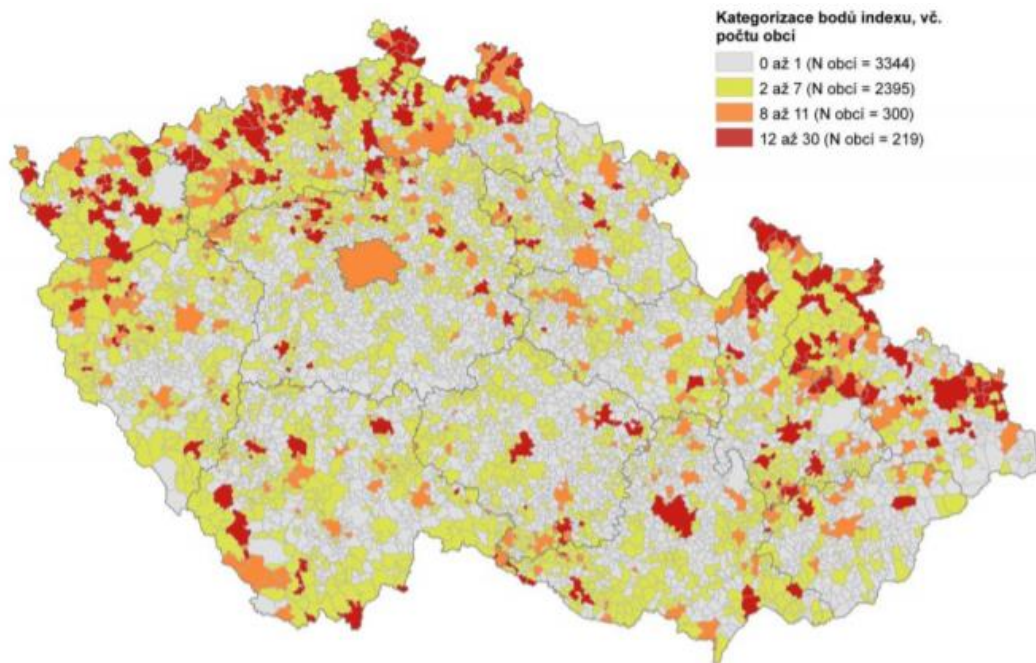 Kategorizace bodů indexu, vč.
počtu obcí
0 až 1 (N obcí = 3344)
2 až 7 (N obcí = 2395)
8 až 11 (N obcí = 300)
12 až 30 (N obcí = 219)